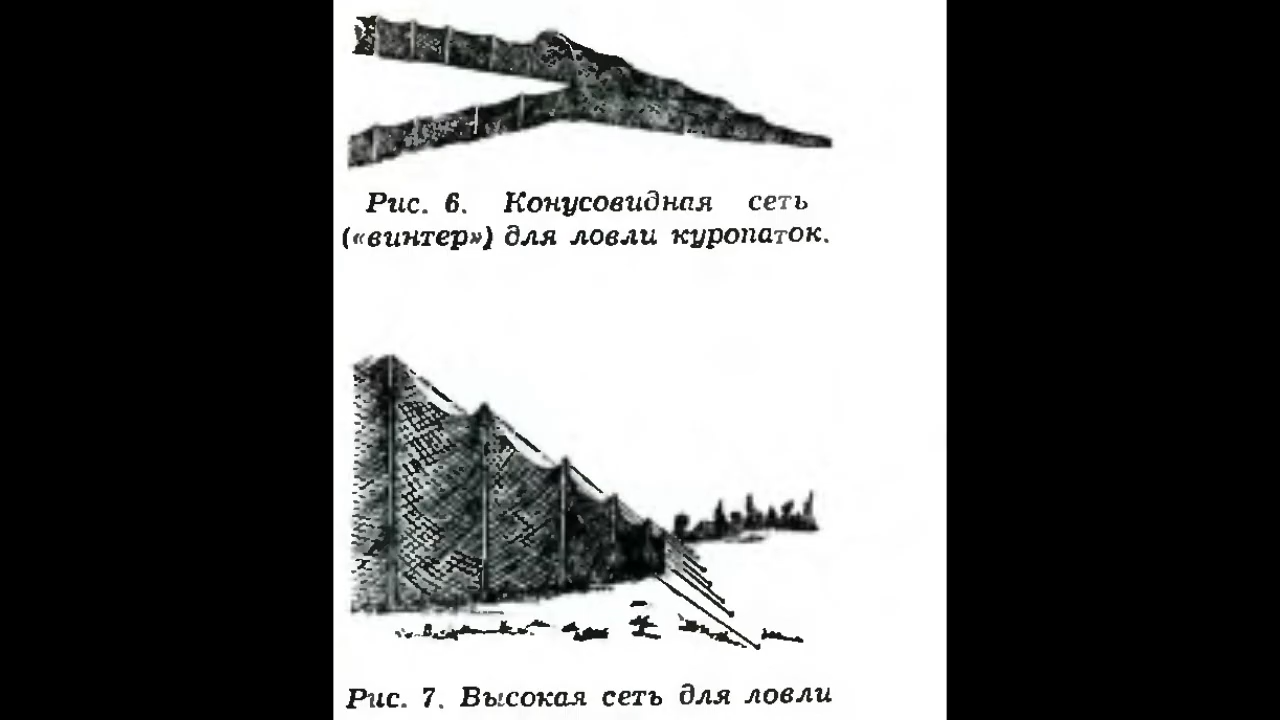 Рис. 6. Конусовидная сеть
(«винтер») для ловли куропаток.
Рис. 7. Высокая сеть для ловли